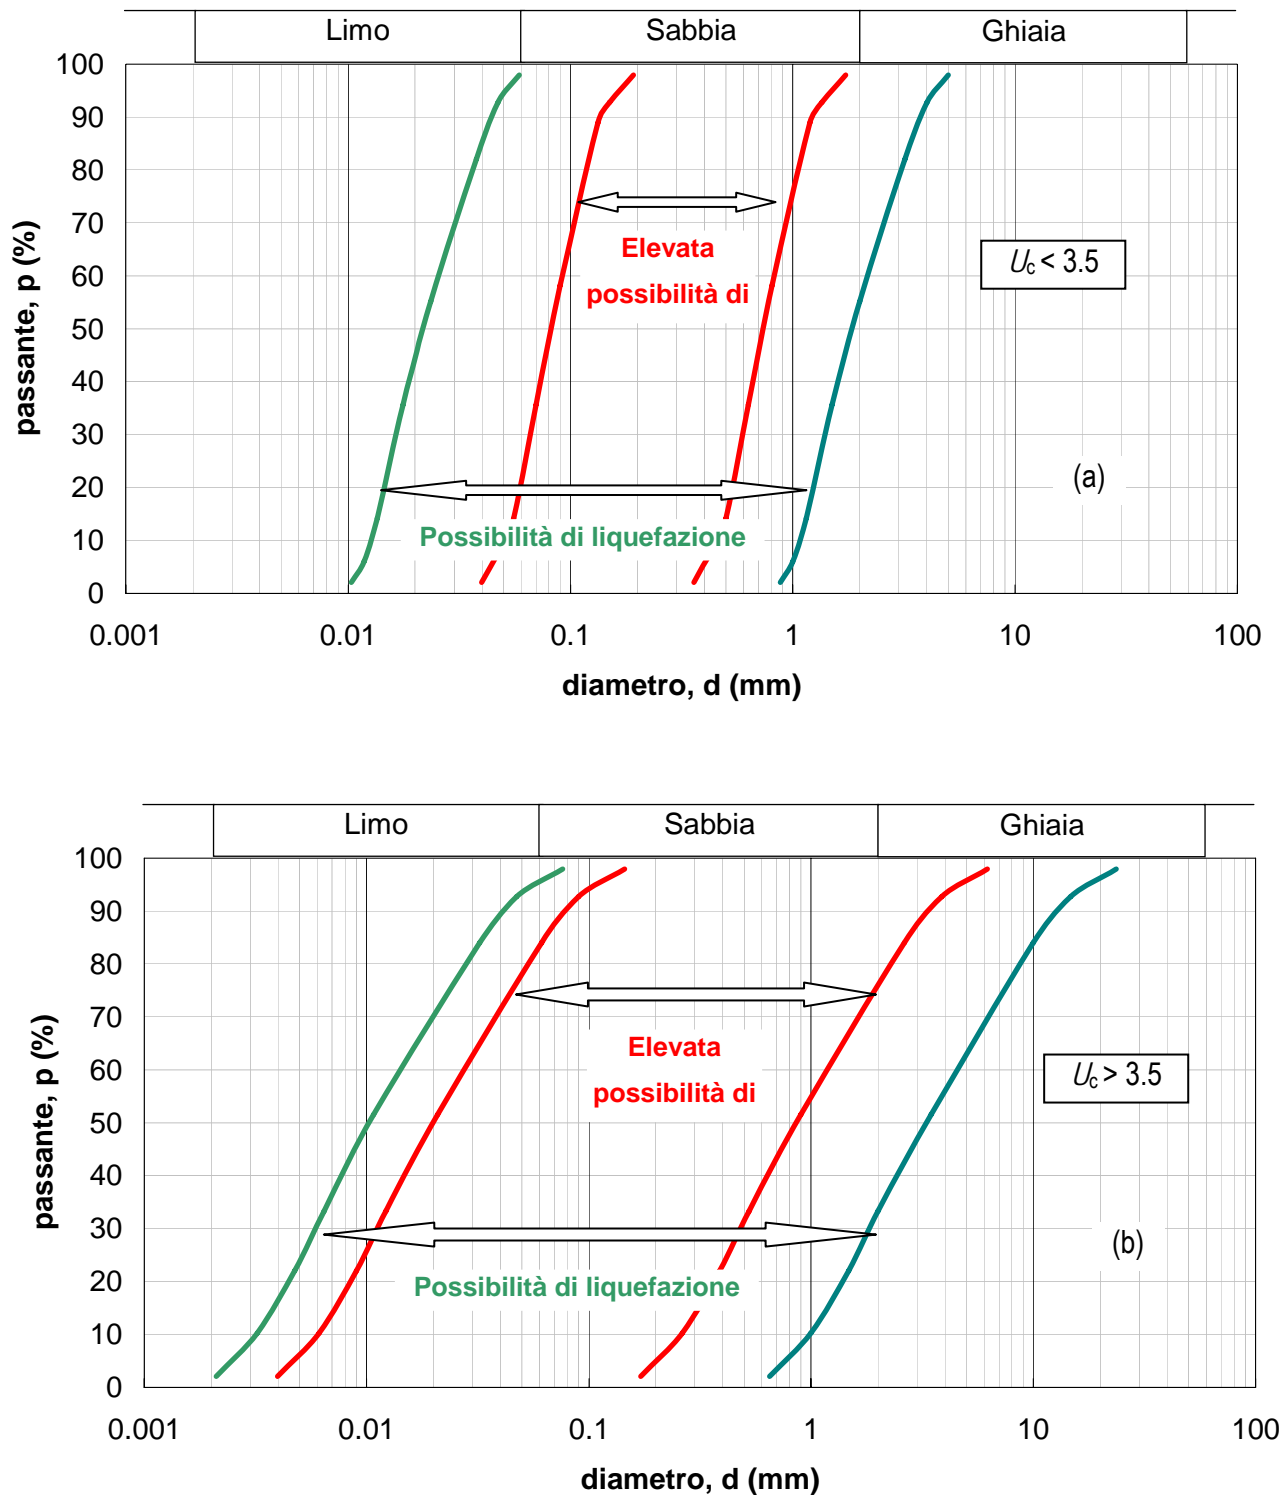 Limo Sabbia Ghiaia
100
90
80
70
60
50
40
30
20
10
0
passante, p (%)
Elevata
possibilità di
U_c < 3.5
(a)
Possibilità di liquefazione
0.001 0.01 0.1 1 10 100
diametro, d (mm)
Limo Sabbia Ghiaia
100
90
80
70
60
50
40
30
20
10
0
passante, p (%)
Elevata
possibilità di
U_c > 3.5
(b)
Possibilità di liquefazione
0.001 0.01 0.1 1 10 100
diametro, d (mm)